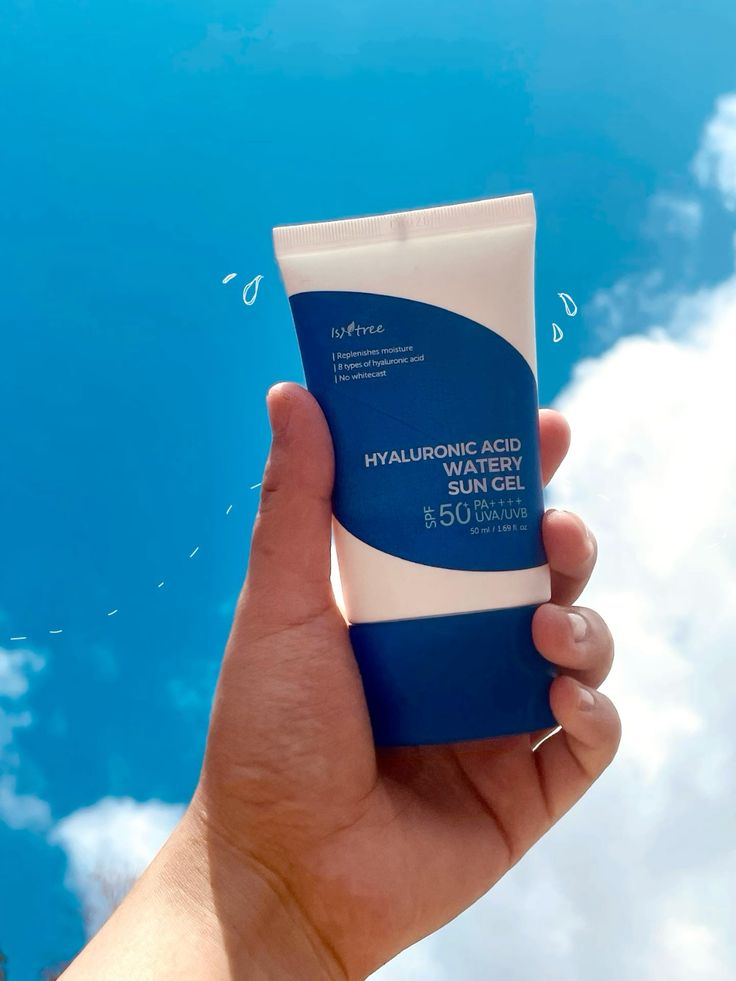 Isntree
| Replenishes moisture
| 8 types of hyaluronic acid
| No whitecast
HYALURONIC ACID
WATERY
SUN GEL
SPF 50+ PA++++
UVA/UVB
50 ml / 1.69 fl. oz